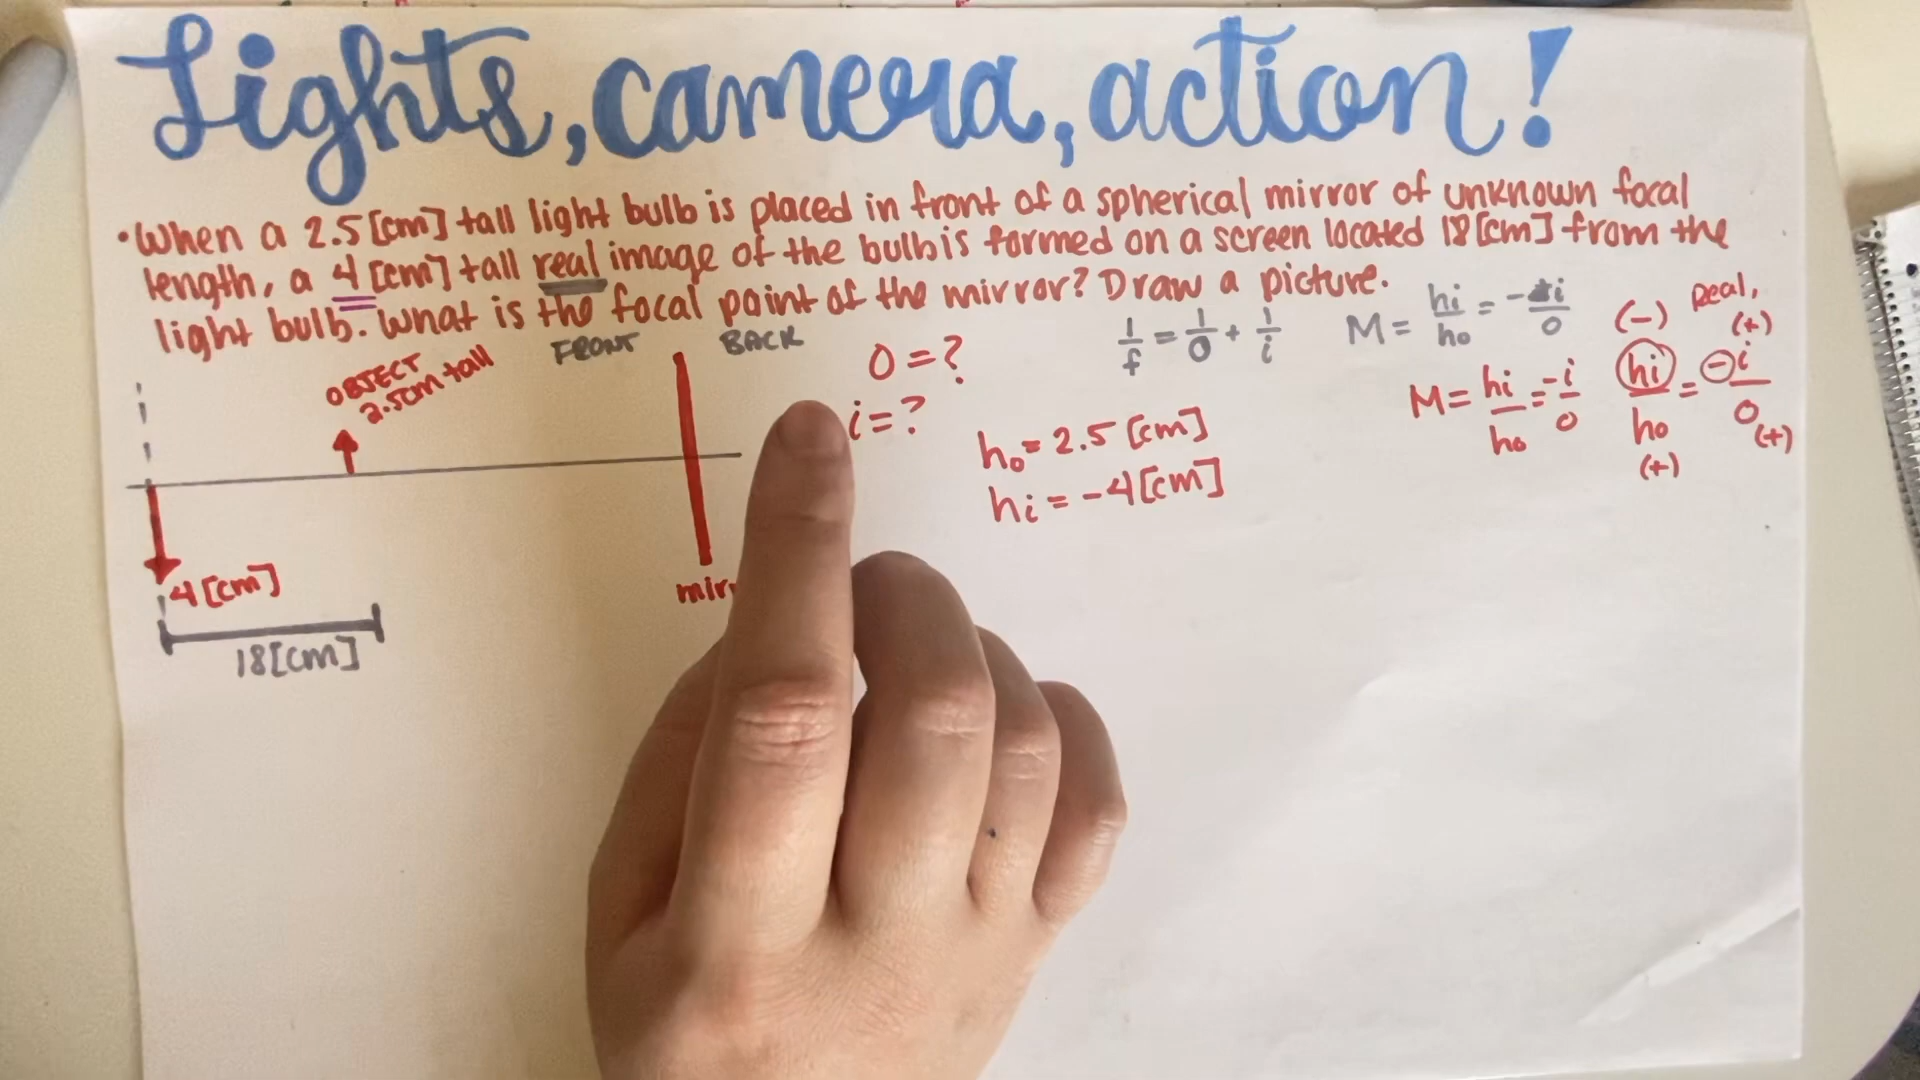 Lights, camera, action!
• When a 2.5 [cm] tall light bulb is placed in front of a spherical mirror of unknown focal
length, a 4 [cm] tall real image of the bulb is formed on a screen located 18 [cm] from the
light bulb. What is the focal point of the mirror? Draw a picture.
OBJECT
2.5cm tall
FRONT
BACK
4 [cm]
18 [cm]
O = ?
i = ?
ho = 2.5 [cm]
hi = -4 [cm]
1/f = 1/o + 1/i
M = hi/ho = -i/o
M = hi/ho = -i/o
(-) Real, (+)
hi/ho = -i/o
(+) (+)